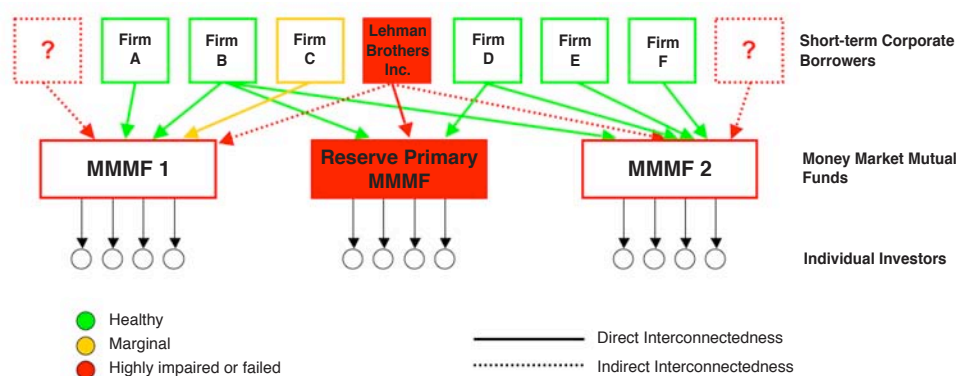 ?
Firm
A
Firm
B
Firm
C
Lehman
Brothers
Inc.
Firm
D
Firm
E
Firm
F
?
Short-term Corporate
Borrowers
MMMF 1
Reserve Primary
MMMF
MMMF 2
Money Market Mutual
Funds
Individual Investors
Healthy
Marginal
Highly impaired or failed
Direct Interconnectedness
Indirect Interconnectedness